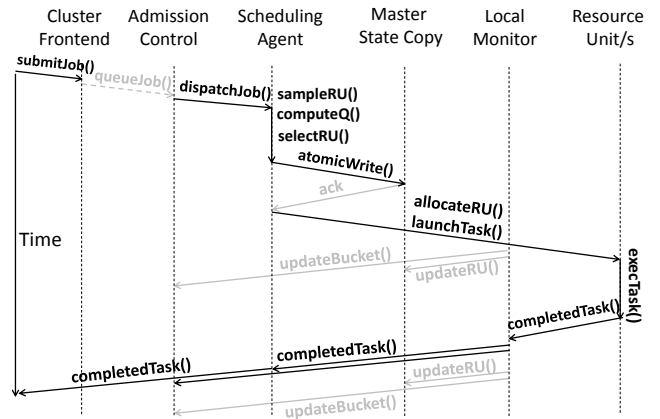 Cluster Frontend
Admission Control
Scheduling Agent
Master State Copy
Local Monitor
Resource Unit/s
submitJob()
queueJob()
dispatchJob()
sampleRU()
computeQ()
selectRU()
atomicWrite()
ack
allocateRU()
launchTask()
Time
updateBucket()
updateRU()
execTask()
completedTask()
completedTask()
completedTask()
updateRU()
updateBucket()